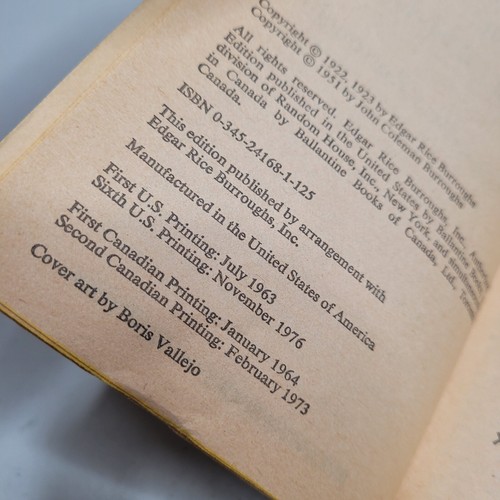 Copyright © 1922, 1923 by Edgar Rice Burroughs
Copyright © 1951 by John Coleman Burroughs
All rights reserved. Edgar Rice Burroughs, Inc.
Edition published in the United States by Ballantine
division of Random House, Inc., New York and
in Canada by Ballantine Books of Canada, Ltd.,
Canada.
ISBN 0-345-24168-1-125
This edition published by arrangement with
Edgar Rice Burroughs, Inc.
Manufactured in the United States of America
First U.S. Printing: July 1963
Sixth U.S. Printing: November 1976
First Canadian Printing: January 1964
Second Canadian Printing: February 1973
Cover art by Boris Vallejo